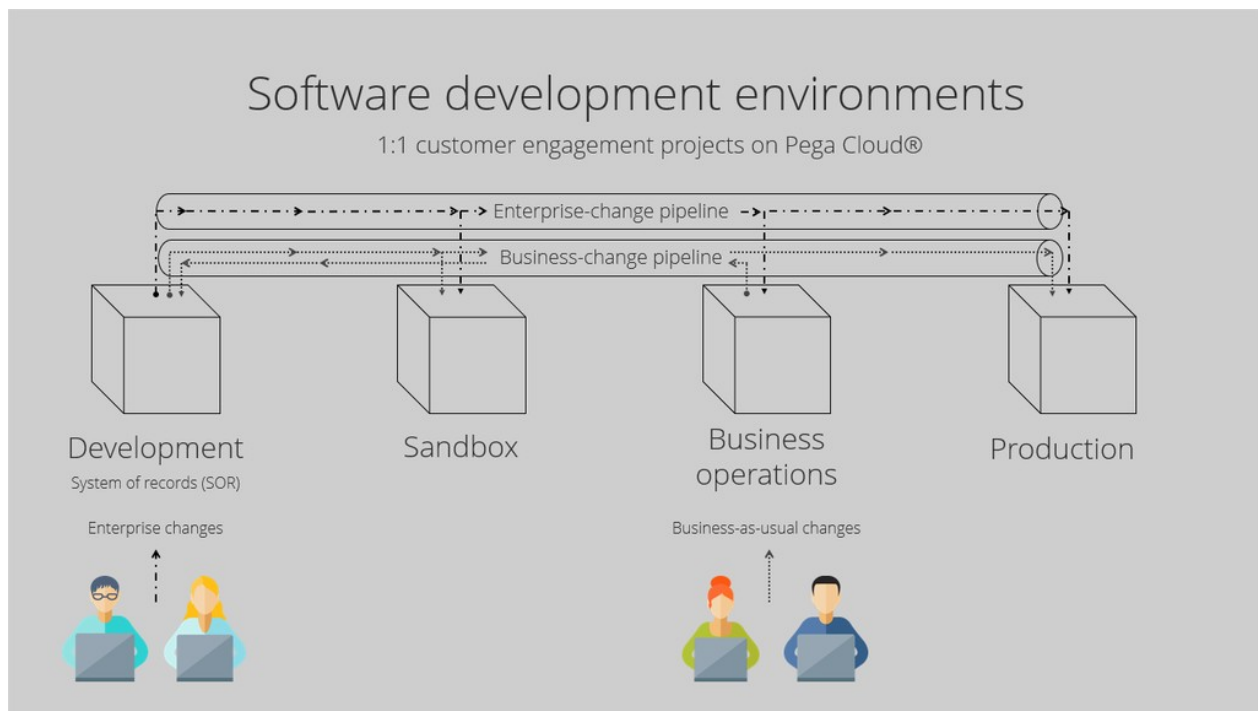 Software development environments
1:1 customer engagement projects on Pega Cloud®
Enterprise-change pipeline
Business-change pipeline
Development
System of records (SOR)
Sandbox
Business
operations
Production
Enterprise changes
Business-as-usual changes